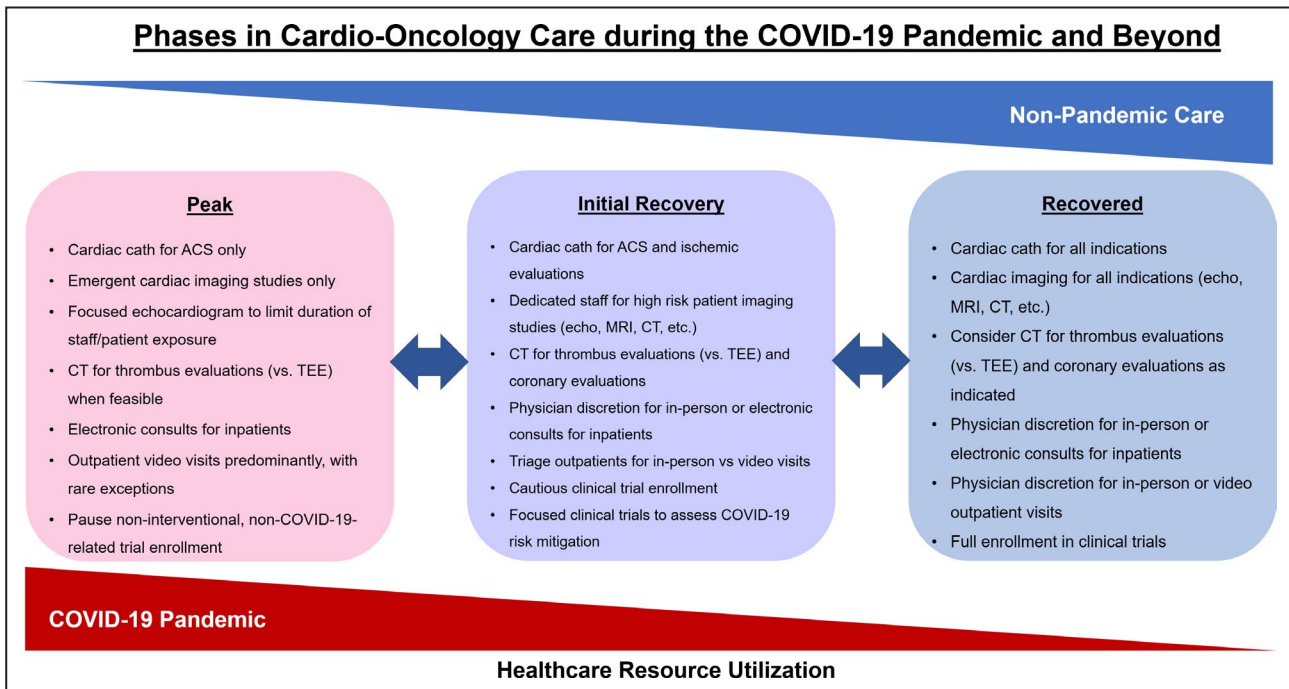 Phases in Cardio-Oncology Care during the COVID-19 Pandemic and Beyond
Non-Pandemic Care
Peak
• Cardiac cath for ACS only
• Emergent cardiac imaging studies only
• Focused echocardiogram to limit duration of
staff/patient exposure
• CT for thrombus evaluations (vs. TEE)
when feasible
• Electronic consults for inpatients
• Outpatient video visits predominantly, with
rare exceptions
• Pause non-interventional, non-COVID-19-
related trial enrollment
Initial Recovery
• Cardiac cath for ACS and ischemic
evaluations
• Dedicated staff for high risk patient imaging
studies (echo, MRI, CT, etc.)
• CT for thrombus evaluations (vs. TEE) and
coronary evaluations
• Physician discretion for in-person or electronic
consults for inpatients
• Triage outpatients for in-person vs video visits
• Cautious clinical trial enrollment
• Focused clinical trials to assess COVID-19
risk mitigation
Recovered
• Cardiac cath for all indications
• Cardiac imaging for all indications (echo,
MRI, CT, etc.)
• Consider CT for thrombus evaluations
(vs. TEE) and coronary evaluations as
indicated
• Physician discretion for in-person or
electronic consults for inpatients
• Physician discretion for in-person or video
outpatient visits
• Full enrollment in clinical trials
COVID-19 Pandemic
Healthcare Resource Utilization